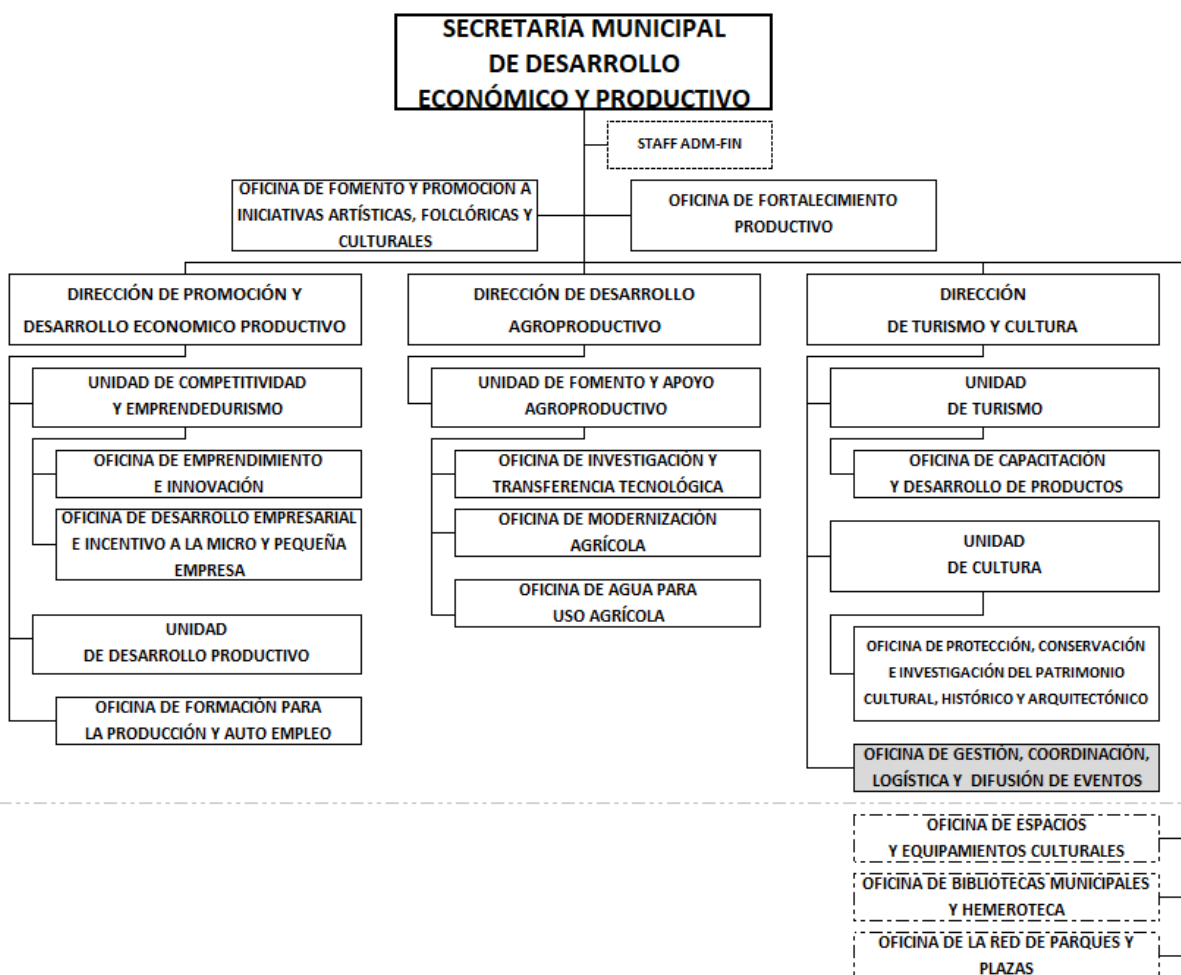 SECRETARÍA MUNICIPAL
DE DESARROLLO
ECONÓMICO Y PRODUCTIVO
STAFF ADM-FIN
OFICINA DE FOMENTO Y PROMOCION A
INICIATIVAS ARTÍSTICAS, FOLCLÓRICAS Y
CULTURALES
OFICINA DE FORTALECIMIENTO
PRODUCTIVO
DIRECCIÓN DE PROMOCIÓN Y
DESARROLLO ECONOMICO PRODUCTIVO
UNIDAD DE COMPETITIVIDAD
Y EMPRENDEDURISMO
OFICINA DE EMPRENDIMIENTO
E INNOVACIÓN
OFICINA DE DESARROLLO EMPRESARIAL
E INCENTIVO A LA MICRO Y PEQUEÑA
EMPRESA
UNIDAD
DE DESARROLLO PRODUCTIVO
OFICINA DE FORMACIÓN PARA
LA PRODUCCIÓN Y AUTO EMPLEO
DIRECCIÓN DE DESARROLLO
AGROPRODUCTIVO
UNIDAD DE FOMENTO Y APOYO
AGROPRODUCTIVO
OFICINA DE INVESTIGACIÓN Y
TRANSFERENCIA TECNOLÓGICA
OFICINA DE MODERNIZACIÓN
AGRÍCOLA
OFICINA DE AGUA PARA
USO AGRÍCOLA
DIRECCIÓN
DE TURISMO Y CULTURA
UNIDAD
DE TURISMO
OFICINA DE CAPACITACIÓN
Y DESARROLLO DE PRODUCTOS
UNIDAD
DE CULTURA
OFICINA DE PROTECCIÓN, CONSERVACIÓN
E INVESTIGACIÓN DEL PATRIMONIO
CULTURAL, HISTÓRICO Y ARQUITECTÓNICO
OFICINA DE GESTIÓN, COORDINACIÓN,
LOGÍSTICA Y DIFUSIÓN DE EVENTOS
OFICINA DE ESPACIOS
Y EQUIPAMIENTOS CULTURALES
OFICINA DE BIBLIOTECAS MUNICIPALES
Y HEMEROTECA
OFICINA DE LA RED DE PARQUES Y
PLAZAS